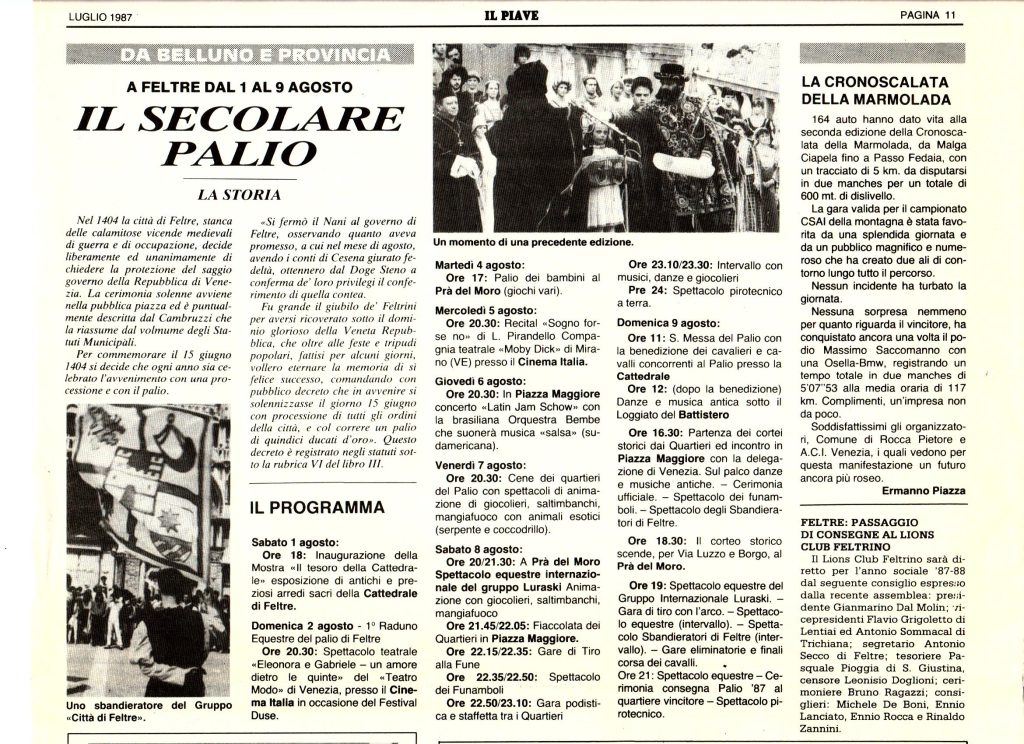 LUGLIO 1987
IL PIAVE
PAGINA 11
DA BELLUNO E PROVINCIA
A FELTRE DAL 1 AL 9 AGOSTO
IL SECOLARE
PALIO
LA STORIA
Nel 1404 la città di Feltre, stanca
delle calamitose vicende medievali
di guerra e di occupazione, decide
liberamente ed unanimamente di
chiedere la protezione del saggio
governo della Repubblica di Vene-
zia. La cerimonia solenne avviene
nella pubblica piazza ed è puntual-
mente descritta dal Cambruzzi che
la riassume dal volmume degli Sta-
tuti Municipali.
Per commemorare il 15 giugno
1404 si decide che ogni anno sia ce-
lebrato l'avvenimento con una pro-
cessione e con il palio.
Uno sbandieratore del Gruppo
«Città di Feltre».
«Si fermò il Nani al governo di
Feltre, osservando quanto aveva
promesso, a cui nel mese di agosto,
avendo i conti di Cesena giurato fe-
deltà, ottennero dal Doge Steno a
conferma de' loro privilegi il confe-
rimento di quella contea.
Fu grande il giubilo de' Feltrini
per aversi ricoverato sotto il domi-
nio glorioso della Veneta Repub-
blica, che oltre alle feste e tripudi
popolari, fattisi per alcuni giorni,
vollero eternare la memoria di si
felice successo, comandando con
pubblico decreto che in avvenire si
solennizzasse il giorno 15 giugno
con processione di tutti gli ordini
della città, e col correre un palio
di quindici ducati d'oro». Questo
decreto è registrato negli statuti sot-
to la rubrica VI del libro III.
IL PROGRAMMA
Sabato 1 agosto:
Ore 18: Inaugurazione della
Mostra «Il tesoro della Cattedra-
le» esposizione di antichi e pre-
ziosi arredi sacri della Cattedrale
di Feltre.
Domenica 2 agosto - 1° Raduno
Equestre del palio di Feltre
Ore 20.30: Spettacolo teatrale
«Eleonora e Gabriele – un amore
dietro le quinte» del «Teatro
Modo» di Venezia, presso il Cine-
ma Italia in occasione del Festival
Duse.
Un momento di una precedente edizione.
Martedì 4 agosto:
Ore 17: Palio dei bambini al
Prà del Moro (giochi vari).
Mercoledì 5 agosto:
Ore 20.30: Recital «Sogno for-
se no» di L. Pirandello Compa-
gnia teatrale «Moby Dick» di Mira-
no (VE) presso il Cinema Italia.
Giovedì 6 agosto:
Ore 20.30: In Piazza Maggiore
concerto «Latin Jam Schow» con
la brasiliana Orquestra Bembe
che suonerà musica «salsa» (su-
damericana).
Venerdì 7 agosto:
Ore 20.30: Cene dei quartieri
del Palio con spettacoli di anima-
zione di giocolieri, saltimbanchi,
mangiafuoco con animali esotici
(serpente e coccodrillo).
Sabato 8 agosto:
Ore 20/21.30: A Prà del Moro
Spettacolo equestre internazio-
nale del gruppo Luraski Animazio-
ne con giocolieri, saltimbanchi,
mangiafuoco
Ore 21.45/22.05: Fiaccolata dei
Quartieri in Piazza Maggiore.
Ore 22.15/22.35: Gare di Tiro
alla Fune
Ore 22.35/22.50: Spettacolo
dei Funamboli
Ore 22.50/23.10: Gara podisti-
ca e staffetta tra i Quartieri
Ore 23.10/23.30: Intervallo con
musici, danze e giocolieri
Pre 24: Spettacolo pirotecnico
a terra.
Domenica 9 agosto:
Ore 11: S. Messa del Palio con
la benedizione dei cavalieri e ca-
valli concorrenti al Palio presso la
Cattedrale
Ore 12: (dopo la benedizione)
Danze e musica antica sotto il
Loggiato del Battistero
Ore 16.30: Partenza dei cortei
storici dai Quartieri ed incontro in
Piazza Maggiore con la delega-
zione di Venezia. Sul palco danze
e musiche antiche. – Cerimonia
ufficiale. – Spettacolo dei funam-
boli. – Spettacolo degli Sbandiera-
tori di Feltre.
Ore 18.30: Il corteo storico
scende, per Via Luzzo e Borgo, al
Prà del Moro.
Ore 19: Spettacolo equestre del
Gruppo Internazionale Luraski. –
Gara di tiro con l'arco. – Spettaco-
lo equestre (intervallo). – Spetta-
colo Sbandieratori di Feltre (inter-
vallo). – Gare eliminatorie e finali
corsa dei cavalli.
Ore 21: Spettacolo equestre – Ce-
rimonia consegna Palio '87 al
quartiere vincitore – Spettacolo pi-
rotecnico.
LA CRONOSCALATA
DELLA MARMOLADA
164 auto hanno dato vita alla
seconda edizione della Cronosca-
lata della Marmolada, da Malga
Ciapela fino a Passo Fedaia, con
un tracciato di 5 km. da disputarsi
in due manches per un totale di
600 mt. di dislivello.
La gara valida per il campionato
CSAI della montagna è stata favo-
rita da una splendida giornata e
da un pubblico magnifico e nume-
roso che ha creato due ali di con-
torno lungo tutto il percorso.
Nessun incidente ha turbato la
giornata.
Nessuna sorpresa nemmeno
per quanto riguarda il vincitore, ha
conquistato ancora una volta il po-
dio Massimo Saccomanno con
una Osella-Bmw, registrando un
tempo totale in due manches di
5'07"53 alla media oraria di 117
km. Complimenti, un'impresa non
da poco.
Soddisfattissimi gli organizzato-
ri, Comune di Rocca Pietore e
A.C.I. Venezia, i quali vedono per
questa manifestazione un futuro
ancora più roseo.
Ermanno Piazza
FELTRE: PASSAGGIO
DI CONSEGNE AL LIONS
CLUB FELTRINO
Il Lions Club Feltrino sarà di-
retto per l'anno sociale '87-88
dal seguente consiglio espresso
dalla recente assemblea: presi-
dente Gianmarino Dal Molin; vi-
cepresidenti Flavio Grigoletto di
Lentiai ed Antonio Sommacal di
Trichiana; segretario Antonio
Secco di Feltre; tesoriere Pa-
squale Pioggia di S. Giustina,
censore Leonisio Doglioni; ceri-
moniere Bruno Ragazzi; consi-
glieri: Michele De Boni, Ennio
Lanciato, Ennio Rocca e Rinaldo
Zannini.